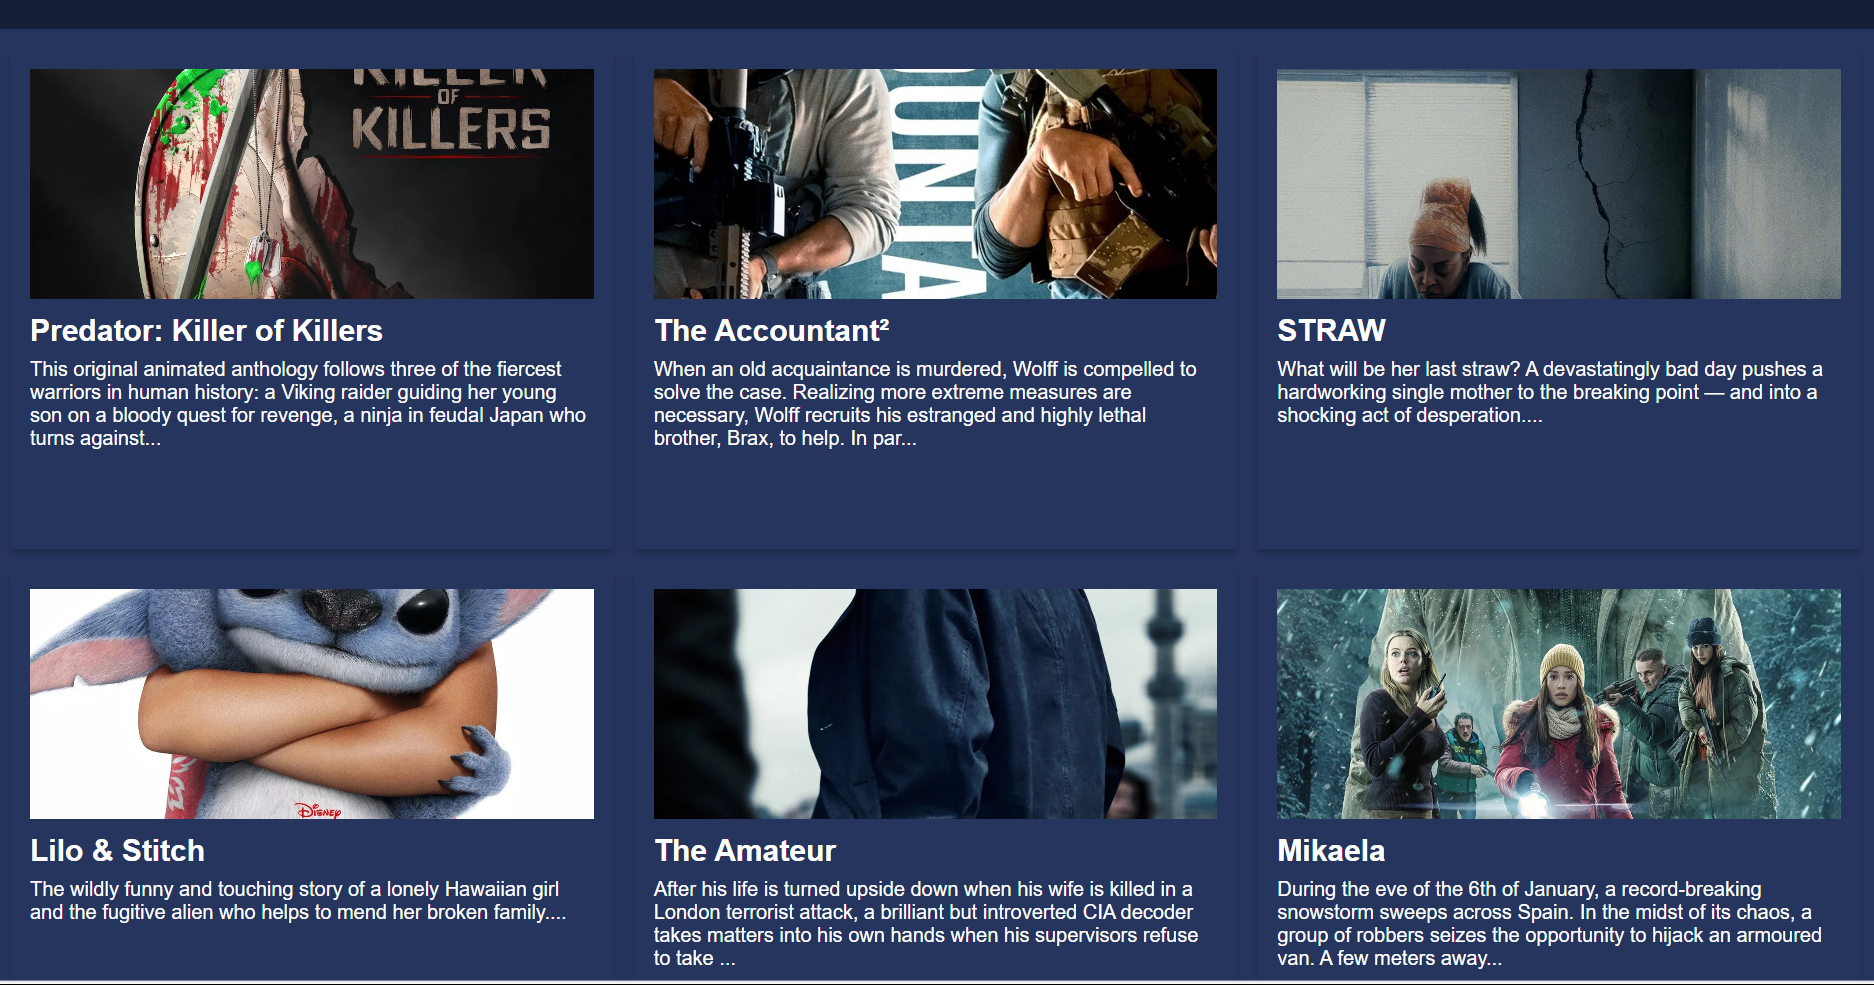 KILLER
OF
KILLERS
OUNTA
Predator: Killer of Killers
This original animated anthology follows three of the fiercest
warriors in human history: a Viking raider guiding her young
son on a bloody quest for revenge, a ninja in feudal Japan who
turns against...
The Accountant²
When an old acquaintance is murdered, Wolff is compelled to
solve the case. Realizing more extreme measures are
necessary, Wolff recruits his estranged and highly lethal
brother, Brax, to help. In par...
STRAW
What will be her last straw? A devastatingly bad day pushes a
hardworking single mother to the breaking point — and into a
shocking act of desperation....
DISNEY
Lilo & Stitch
The wildly funny and touching story of a lonely Hawaiian girl
and the fugitive alien who helps to mend her broken family....
The Amateur
After his life is turned upside down when his wife is killed in a
London terrorist attack, a brilliant but introverted CIA decoder
takes matters into his own hands when his supervisors refuse
to take ...
Mikaela
During the eve of the 6th of January, a record-breaking
snowstorm sweeps across Spain. In the midst of its chaos, a
group of robbers seizes the opportunity to hijack an armoured
van. A few meters away...